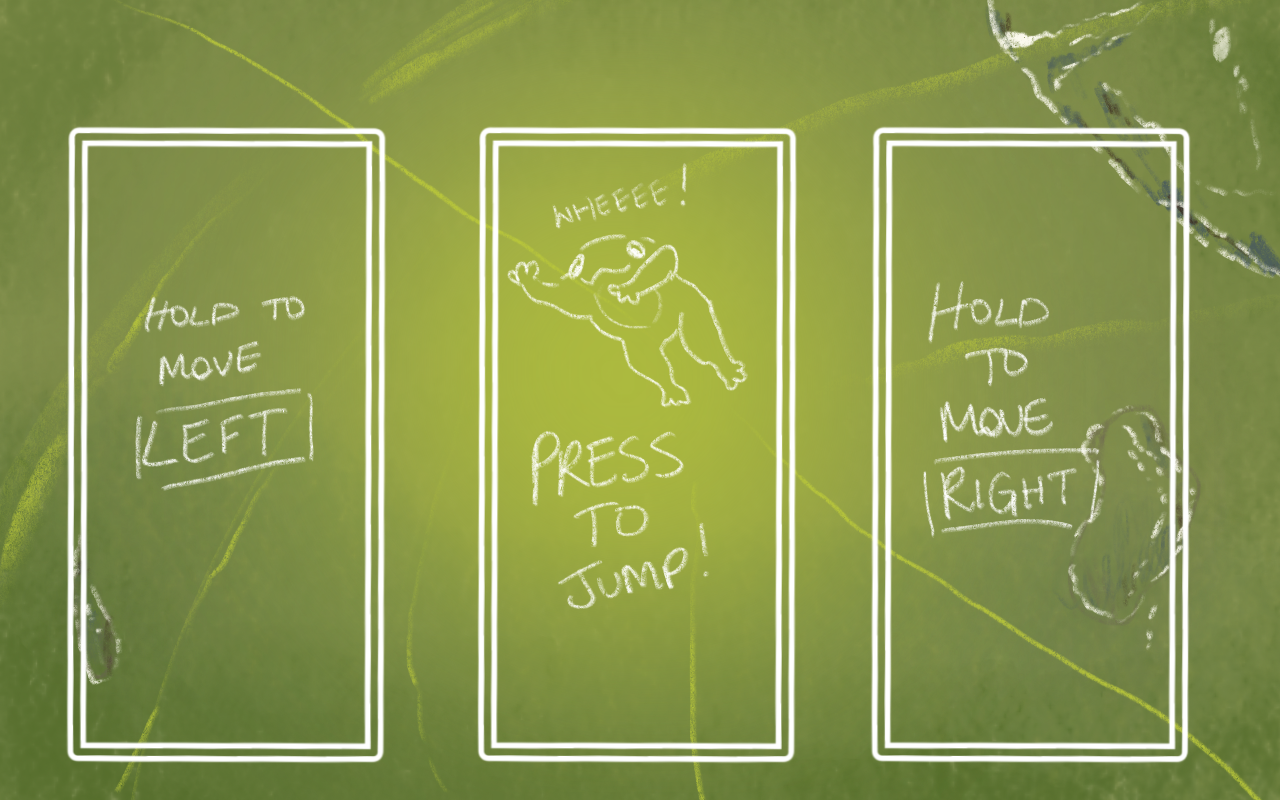 HOLD TO
MOVE
LEFT
WHEEEE!
PRESS
TO
JUMP!
HOLD
TO
MOVE
RIGHT